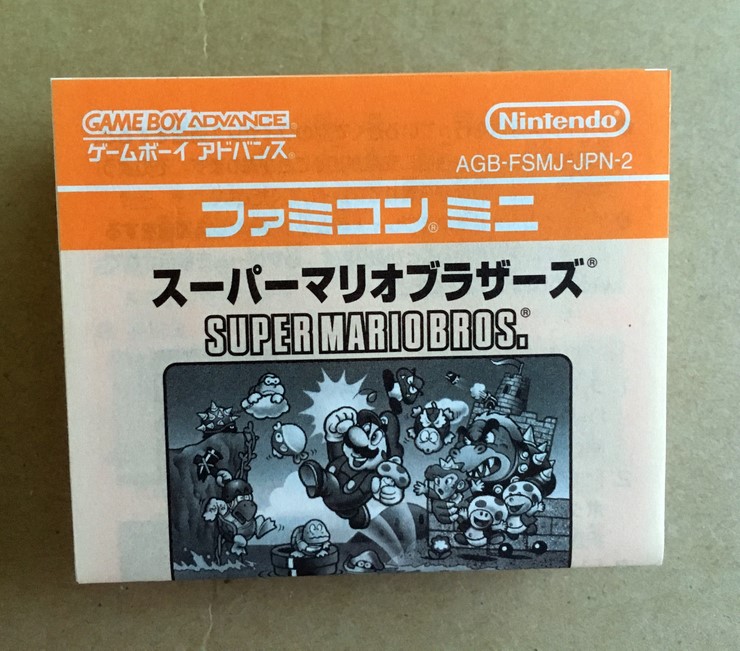 GAME BOY ADVANCE
ゲームボーイ アドバンス®
Nintendo®
AGB-FSMJ-JPN-2
ファミコン® ミニ
スーパーマリオブラザーズ®
SUPER MARIO BROS.®